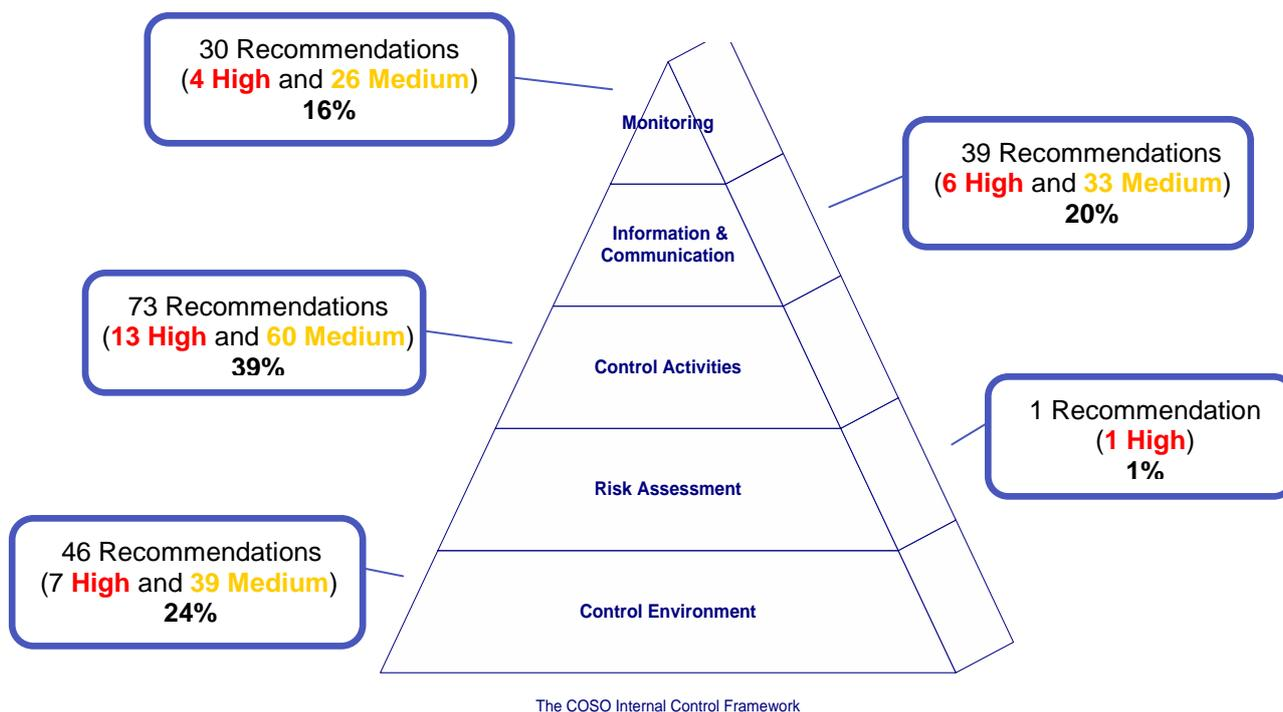 30 Recommendations
(4 High and 26 Medium)
16%
Monitoring
39 Recommendations
(6 High and 33 Medium)
20%
Information &
Communication
73 Recommendations
(13 High and 60 Medium)
39%
Control Activities
1 Recommendation
(1 High)
1%
Risk Assessment
46 Recommendations
(7 High and 39 Medium)
24%
Control Environment
The COSO Internal Control Framework